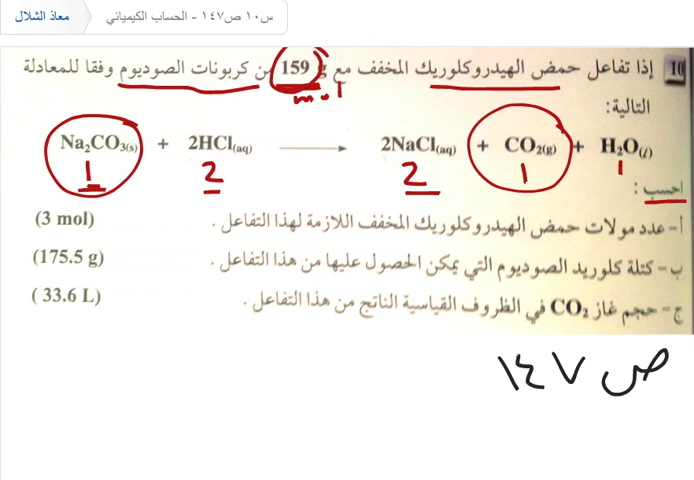 س١٠ ص١٤٧ - الحساب الكيميائي
معاذ الشلال
10 إذا تفاعل حمض الهيدروكلوريك المخفف مع 159 g من كربونات الصوديوم وفقا للمعادلة
mol
التالية:
Na₂CO₃(s) + 2HCl(aq) ⟶ 2NaCl(aq) + CO₂(g) + H₂O(l)
1 2 2 1 1
احسب :
أ- عدد مولات حمض الهيدروكلوريك المخفف اللازمة لهذا التفاعل . (3 mol)
ب- كتلة كلوريد الصوديوم التي يمكن الحصول عليها من هذا التفاعل . (175.5 g)
ج- حجم غاز CO₂ في الظروف القياسية الناتج من هذا التفاعل . ( 33.6 L)
ص ١٤٧